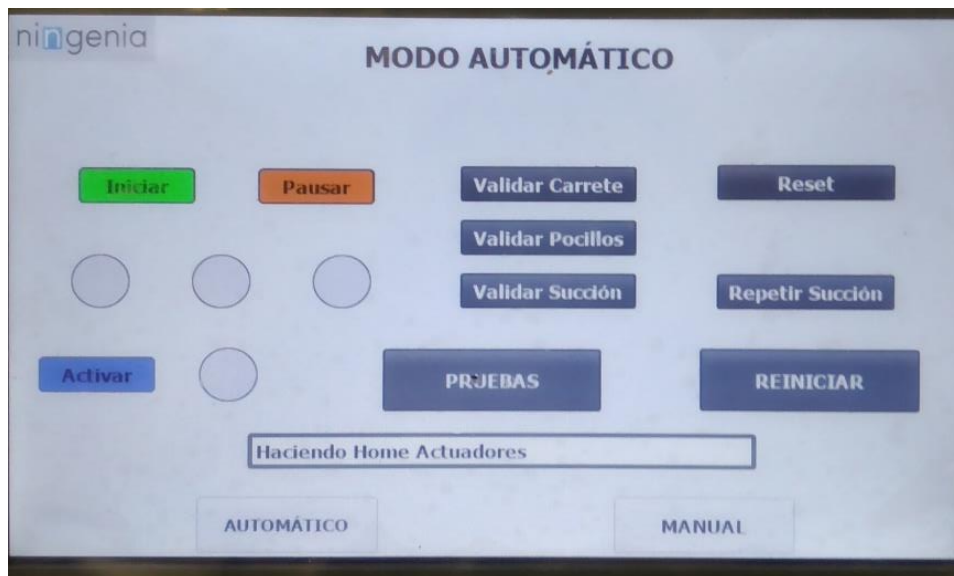 ningenia
MODO AUTOMÁTICO
Iniciar
Pausar
Validar Carrete
Reset
Validar Pocillos
Validar Succión
Repetir Succión
Activar
PRUEBAS
REINICIAR
Haciendo Home Actuadores
AUTOMÁTICO
MANUAL